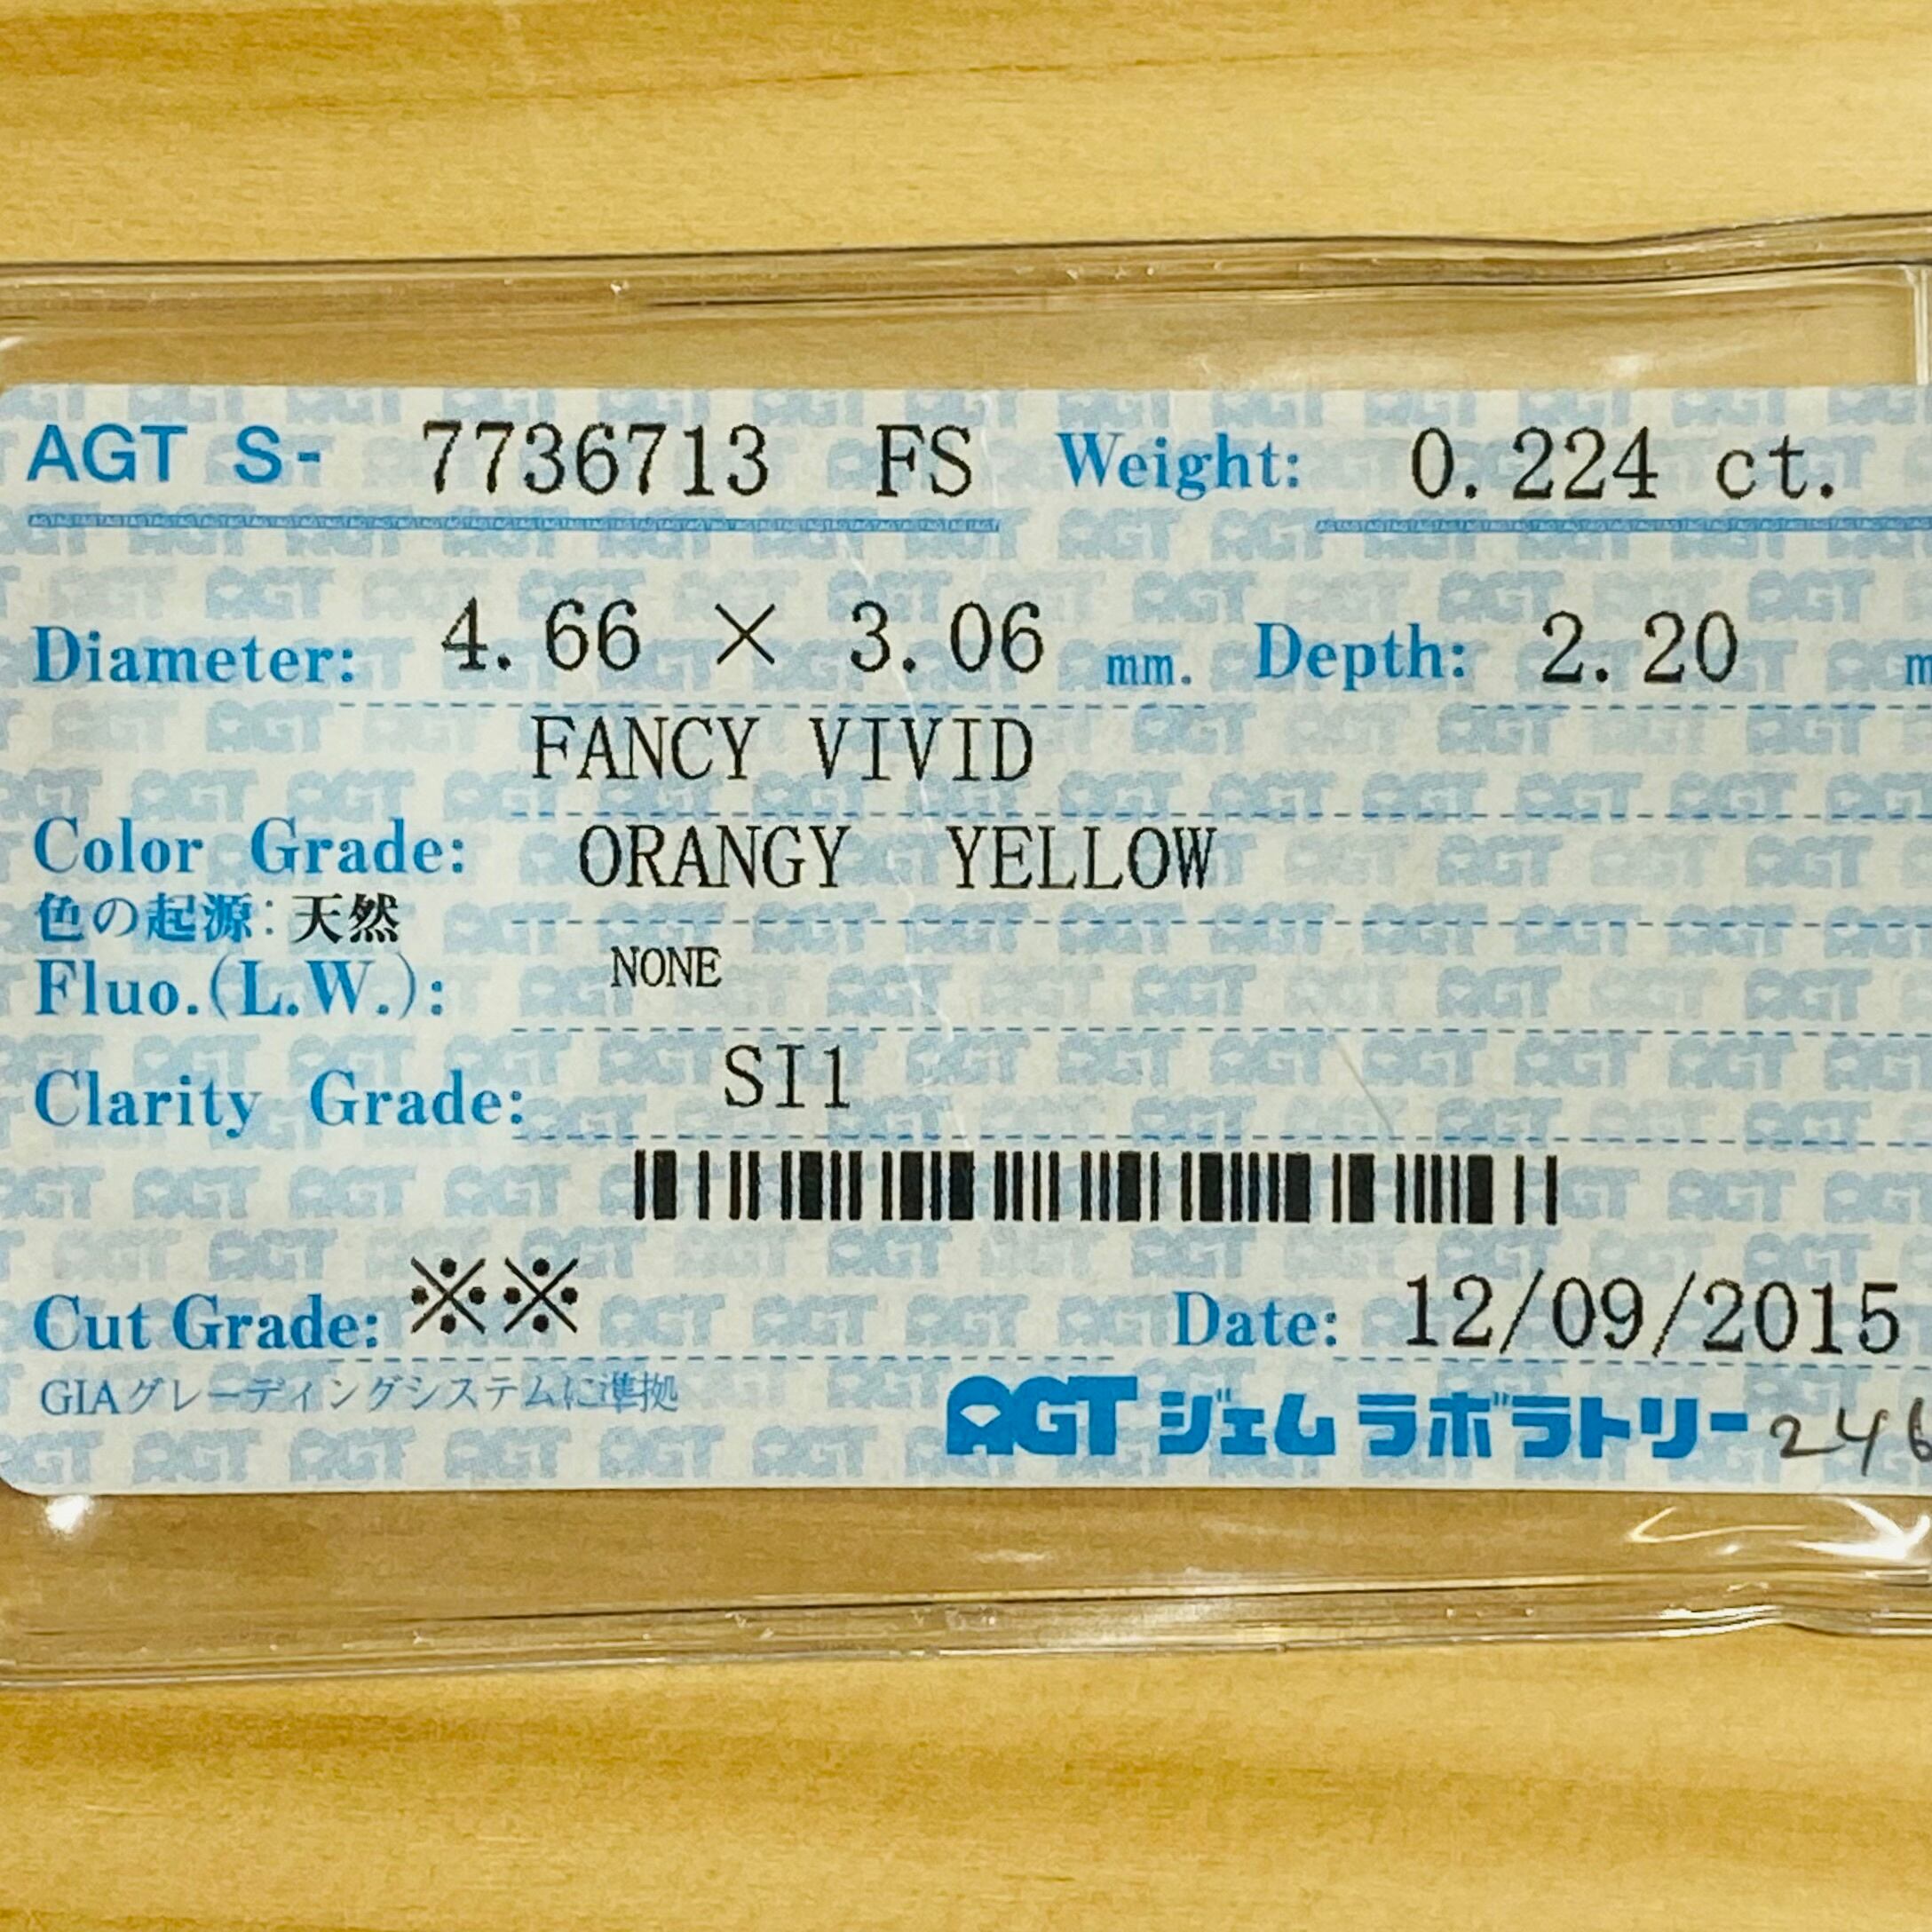 AGT S- 7736713 FS Weight: 0.224 ct.
Diameter: 4.66 × 3.06 mm. Depth: 2.20 m
FANCY VIVID
Color Grade: ORANGY YELLOW
色の起源:天然
Fluo.(L.W.): NONE
Clarity Grade: SI1
Cut Grade: ※※ Date: 12/09/2015
GIAグレーディングシステムに準拠
AGT ジェム ラボラトリー 246